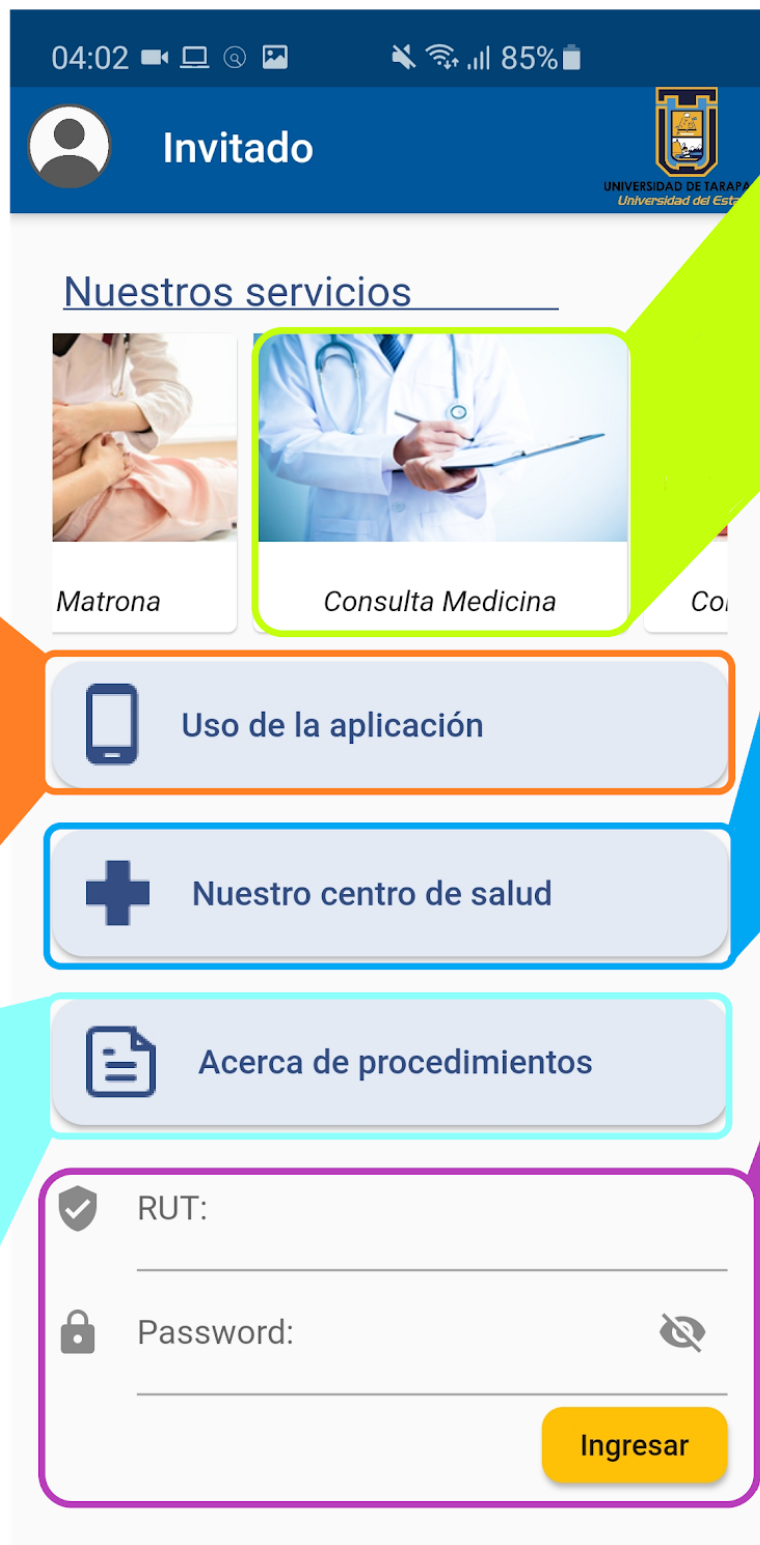 04:02 85%
Invitado
UNIVERSIDAD DE TARAPA
Universidad del Esta
Nuestros servicios
Matrona Consulta Medicina
Uso de la aplicación
Nuestro centro de salud
Acerca de procedimientos
RUT:
Password:
Ingresar